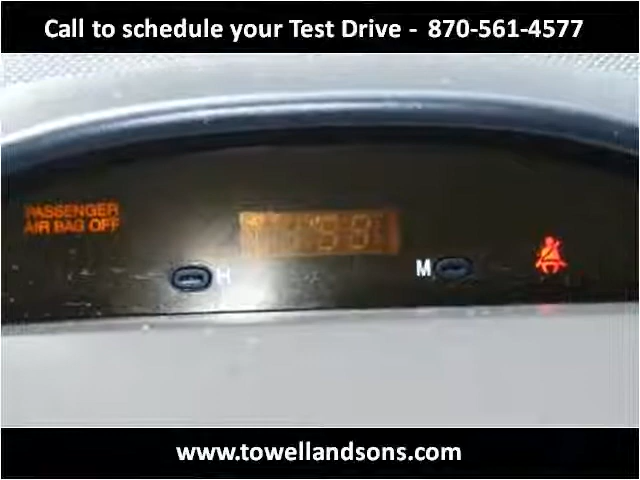 Call to schedule your Test Drive - 870-561-4577
PASSENGER
AIR BAG OFF
H
M
www.towellandsons.com